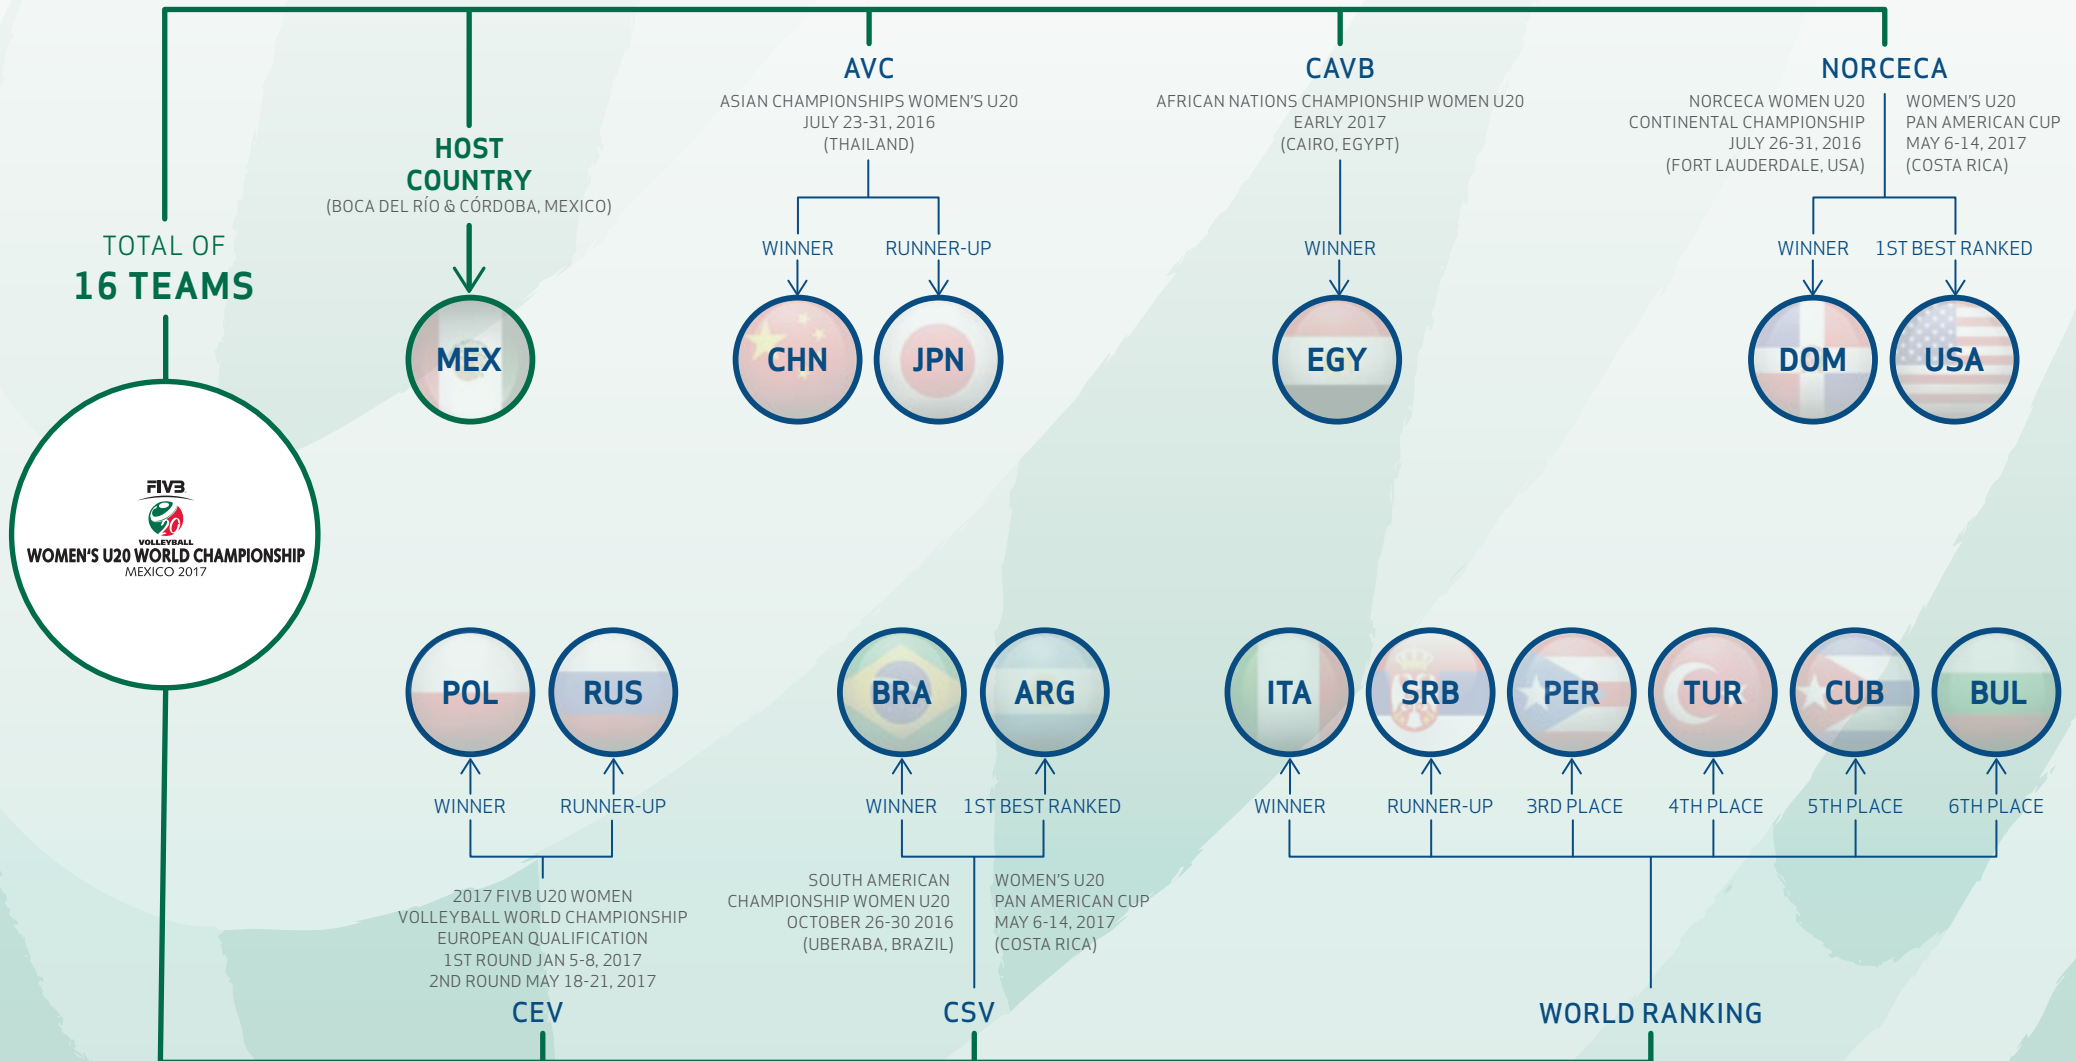 TOTAL OF
16 TEAMS
FIVB
20
VOLLEYBALL
WOMEN'S U20 WORLD CHAMPIONSHIP
MEXICO 2017
HOST
COUNTRY
(BOCA DEL RÍO & CÓRDOBA, MEXICO)
MEX
AVC
ASIAN CHAMPIONSHIPS WOMEN'S U20
JULY 23-31, 2016
(THAILAND)
WINNER
RUNNER-UP
CHN
JPN
CAVB
AFRICAN NATIONS CHAMPIONSHIP WOMEN U20
EARLY 2017
(CAIRO, EGYPT)
WINNER
EGY
NORCECA
NORCECA WOMEN U20
CONTINENTAL CHAMPIONSHIP
JULY 26-31, 2016
(FORT LAUDERDALE, USA)
WOMEN'S U20
PAN AMERICAN CUP
MAY 6-14, 2017
(COSTA RICA)
WINNER
1ST BEST RANKED
DOM
USA
POL
RUS
WINNER
RUNNER-UP
2017 FIVB U20 WOMEN
VOLLEYBALL WORLD CHAMPIONSHIP
EUROPEAN QUALIFICATION
1ST ROUND JAN 5-8, 2017
2ND ROUND MAY 18-21, 2017
CEV
BRA
ARG
WINNER
1ST BEST RANKED
SOUTH AMERICAN
CHAMPIONSHIP WOMEN U20
OCTOBER 26-30 2016
(UBERABA, BRAZIL)
WOMEN'S U20
PAN AMERICAN CUP
MAY 6-14, 2017
(COSTA RICA)
CSV
ITA
SRB
PER
TUR
CUB
BUL
WINNER
RUNNER-UP
3RD PLACE
4TH PLACE
5TH PLACE
6TH PLACE
WORLD RANKING